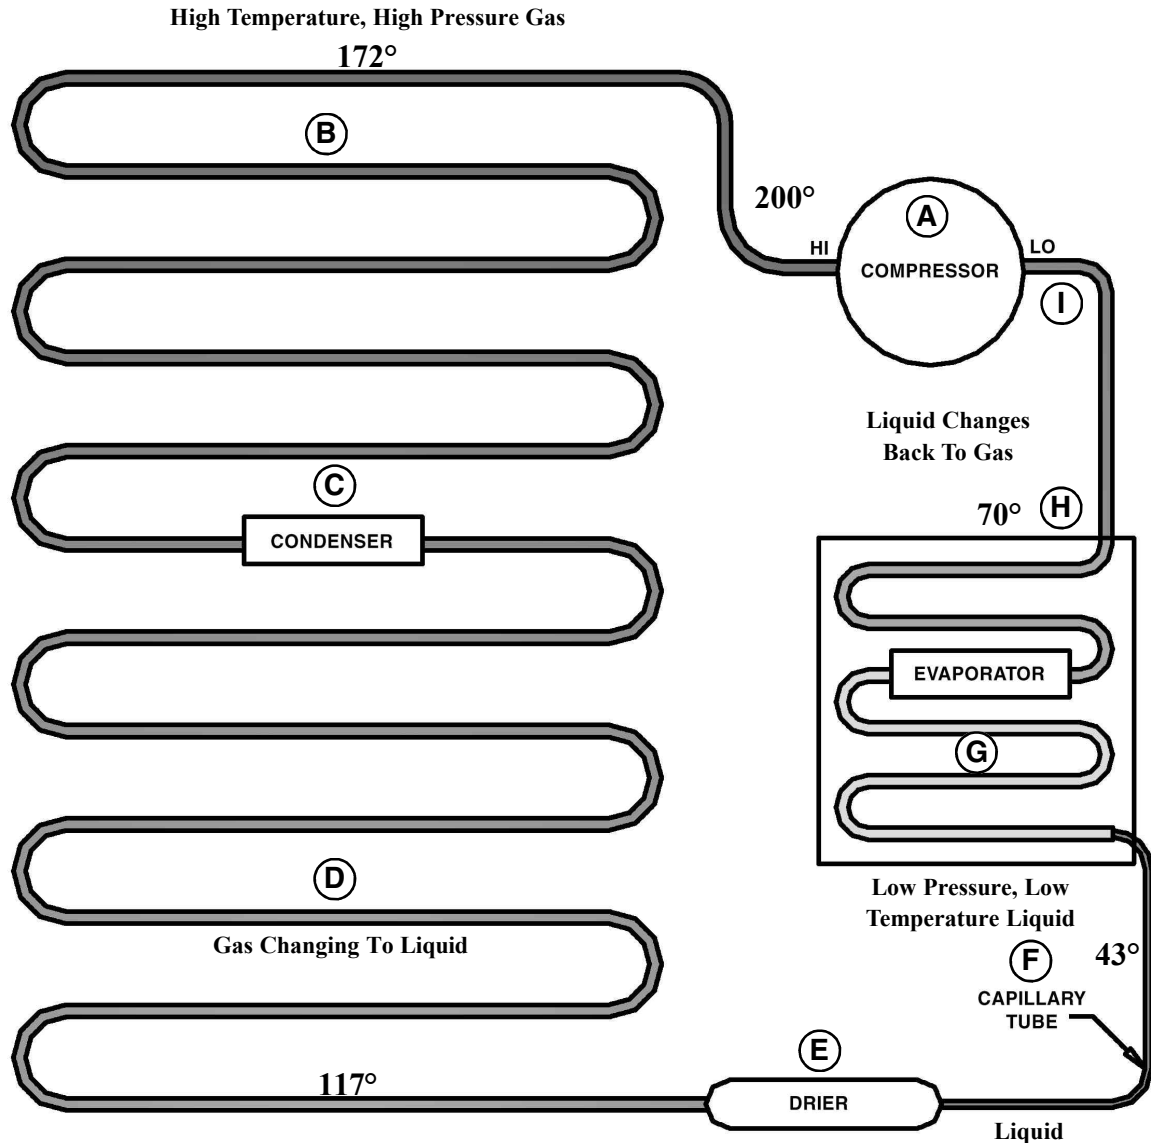 High Temperature, High Pressure Gas
172°
B
200°
A
HI
LO
COMPRESSOR
I
Liquid Changes
Back To Gas
C
70°
H
CONDENSER
EVAPORATOR
G
D
Low Pressure, Low
Temperature Liquid
Gas Changing To Liquid
F
43°
CAPILLARY
TUBE
E
117°
DRIER
Liquid